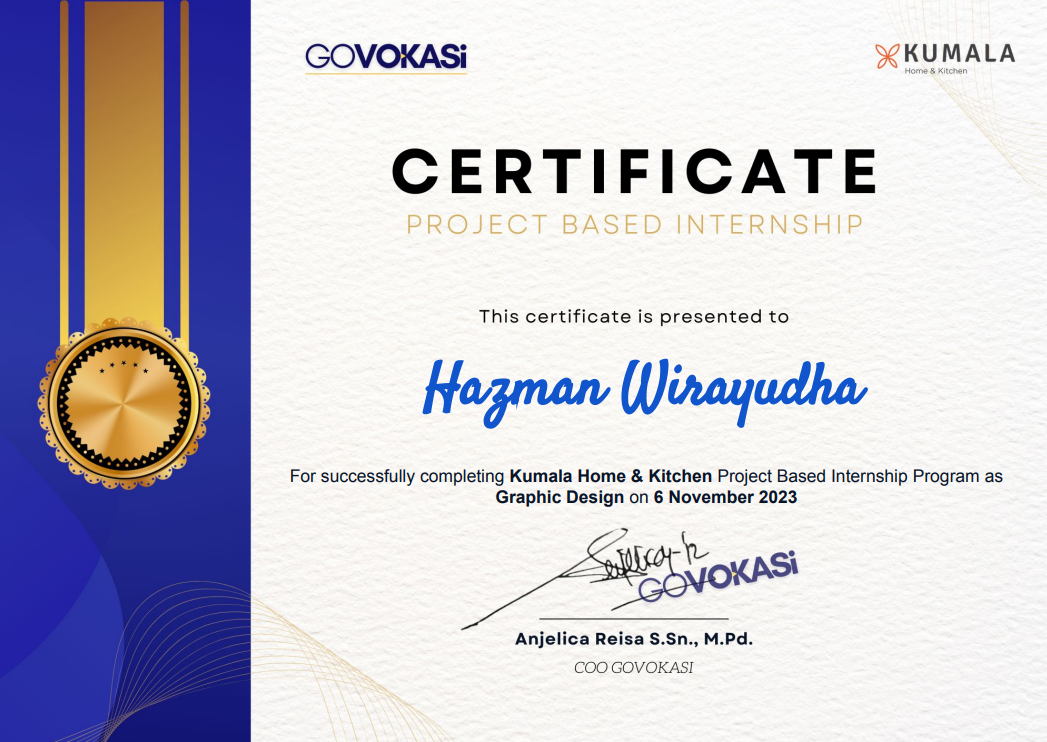 GOVOKASi
KUMALA
Home & Kitchen
CERTIFICATE
PROJECT BASED INTERNSHIP
This certificate is presented to
Hazman Wirayudha
For successfully completing Kumala Home & Kitchen Project Based Internship Program as
Graphic Design on 6 November 2023
GOVOKASi
Anjelica Reisa S.Sn., M.Pd.
COO GOVOKASI